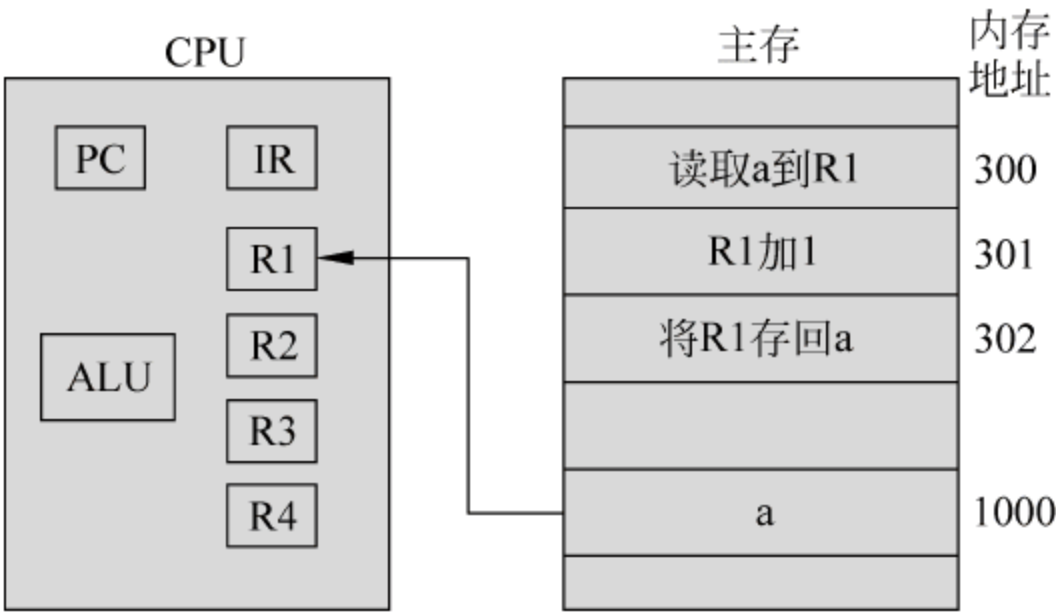 CPU
主存
内存
地址
PC
IR
读取a到R1
300
R1
R1加1
301
R2
将R1存回a
302
ALU
R3
R4
a
1000